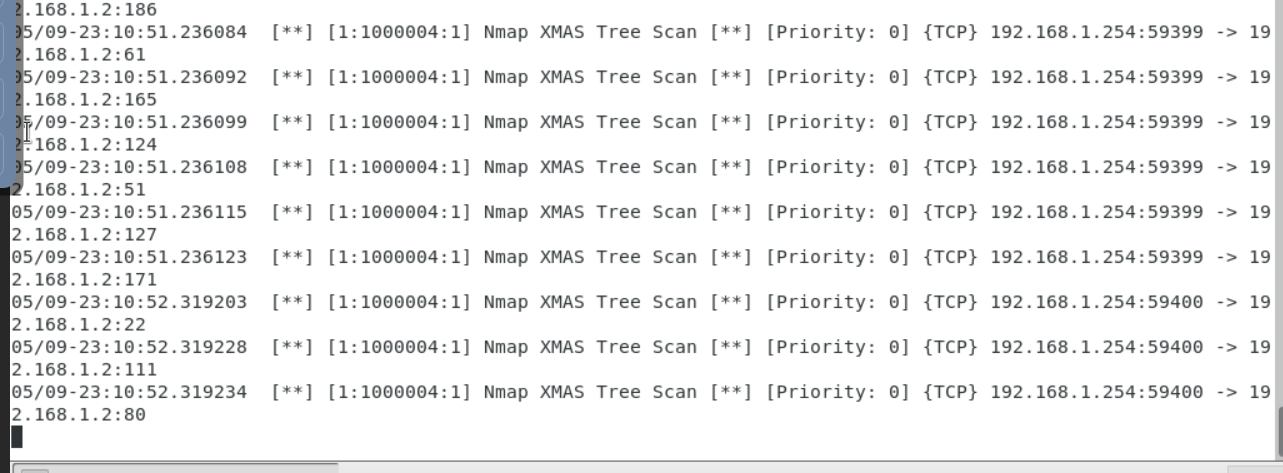 2.168.1.2:186
05/09-23:10:51.236084  [**] [1:1000004:1] Nmap XMAS Tree Scan [**] [Priority: 0] {TCP} 192.168.1.254:59399 -> 19
2.168.1.2:61
05/09-23:10:51.236092  [**] [1:1000004:1] Nmap XMAS Tree Scan [**] [Priority: 0] {TCP} 192.168.1.254:59399 -> 19
2.168.1.2:165
05/09-23:10:51.236099  [**] [1:1000004:1] Nmap XMAS Tree Scan [**] [Priority: 0] {TCP} 192.168.1.254:59399 -> 19
2.168.1.2:124
05/09-23:10:51.236108  [**] [1:1000004:1] Nmap XMAS Tree Scan [**] [Priority: 0] {TCP} 192.168.1.254:59399 -> 19
2.168.1.2:51
05/09-23:10:51.236115  [**] [1:1000004:1] Nmap XMAS Tree Scan [**] [Priority: 0] {TCP} 192.168.1.254:59399 -> 19
2.168.1.2:127
05/09-23:10:51.236123  [**] [1:1000004:1] Nmap XMAS Tree Scan [**] [Priority: 0] {TCP} 192.168.1.254:59399 -> 19
2.168.1.2:171
05/09-23:10:52.319203  [**] [1:1000004:1] Nmap XMAS Tree Scan [**] [Priority: 0] {TCP} 192.168.1.254:59400 -> 19
2.168.1.2:22
05/09-23:10:52.319228  [**] [1:1000004:1] Nmap XMAS Tree Scan [**] [Priority: 0] {TCP} 192.168.1.254:59400 -> 19
2.168.1.2:111
05/09-23:10:52.319234  [**] [1:1000004:1] Nmap XMAS Tree Scan [**] [Priority: 0] {TCP} 192.168.1.254:59400 -> 19
2.168.1.2:80